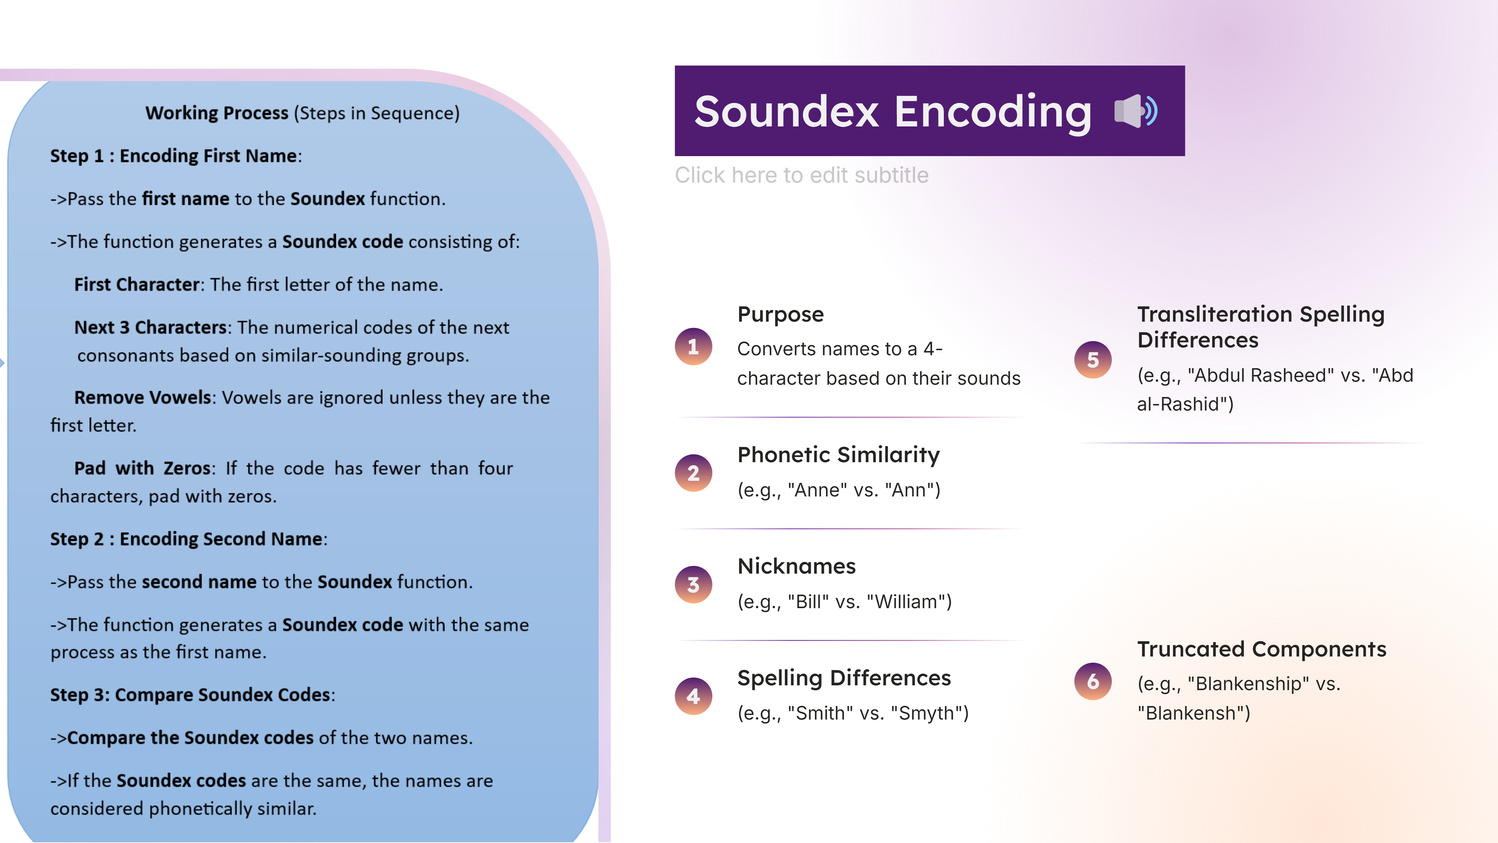 Working Process (Steps in Sequence)
Step 1 : Encoding First Name:
->Pass the first name to the Soundex function.
->The function generates a Soundex code consisting of:
First Character: The first letter of the name.
Next 3 Characters: The numerical codes of the next
consonants based on similar-sounding groups.
Remove Vowels: Vowels are ignored unless they are the
first letter.
Pad with Zeros: If the code has fewer than four
characters, pad with zeros.
Step 2 : Encoding Second Name:
->Pass the second name to the Soundex function.
->The function generates a Soundex code with the same
process as the first name.
Step 3: Compare Soundex Codes:
->Compare the Soundex codes of the two names.
->If the Soundex codes are the same, the names are
considered phonetically similar.
Soundex Encoding
Click here to edit subtitle
1
Purpose
Converts names to a 4-
character based on their sounds
2
Phonetic Similarity
(e.g., "Anne" vs. "Ann")
3
Nicknames
(e.g., "Bill" vs. "William")
4
Spelling Differences
(e.g., "Smith" vs. "Smyth")
5
Transliteration Spelling
Differences
(e.g., "Abdul Rasheed" vs. "Abd
al-Rashid")
6
Truncated Components
(e.g., "Blankenship" vs.
"Blankensh")